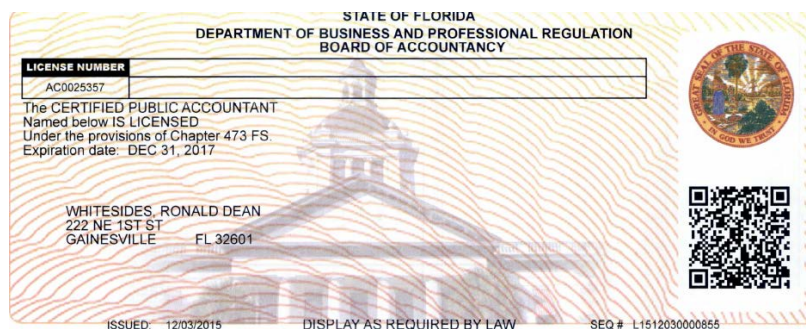 STATE OF FLORIDA
DEPARTMENT OF BUSINESS AND PROFESSIONAL REGULATION
BOARD OF ACCOUNTANCY
LICENSE NUMBER
AC0025357
The CERTIFIED PUBLIC ACCOUNTANT
Named below IS LICENSED
Under the provisions of Chapter 473 FS.
Expiration date: DEC 31, 2017
WHITESIDES, RONALD DEAN
222 NE 1ST ST
GAINESVILLE FL 32601
GREAT SEAL OF THE STATE OF FLORIDA
IN GOD WE TRUST
ISSUED: 12/03/2015 DISPLAY AS REQUIRED BY LAW SEQ # L1512030000855